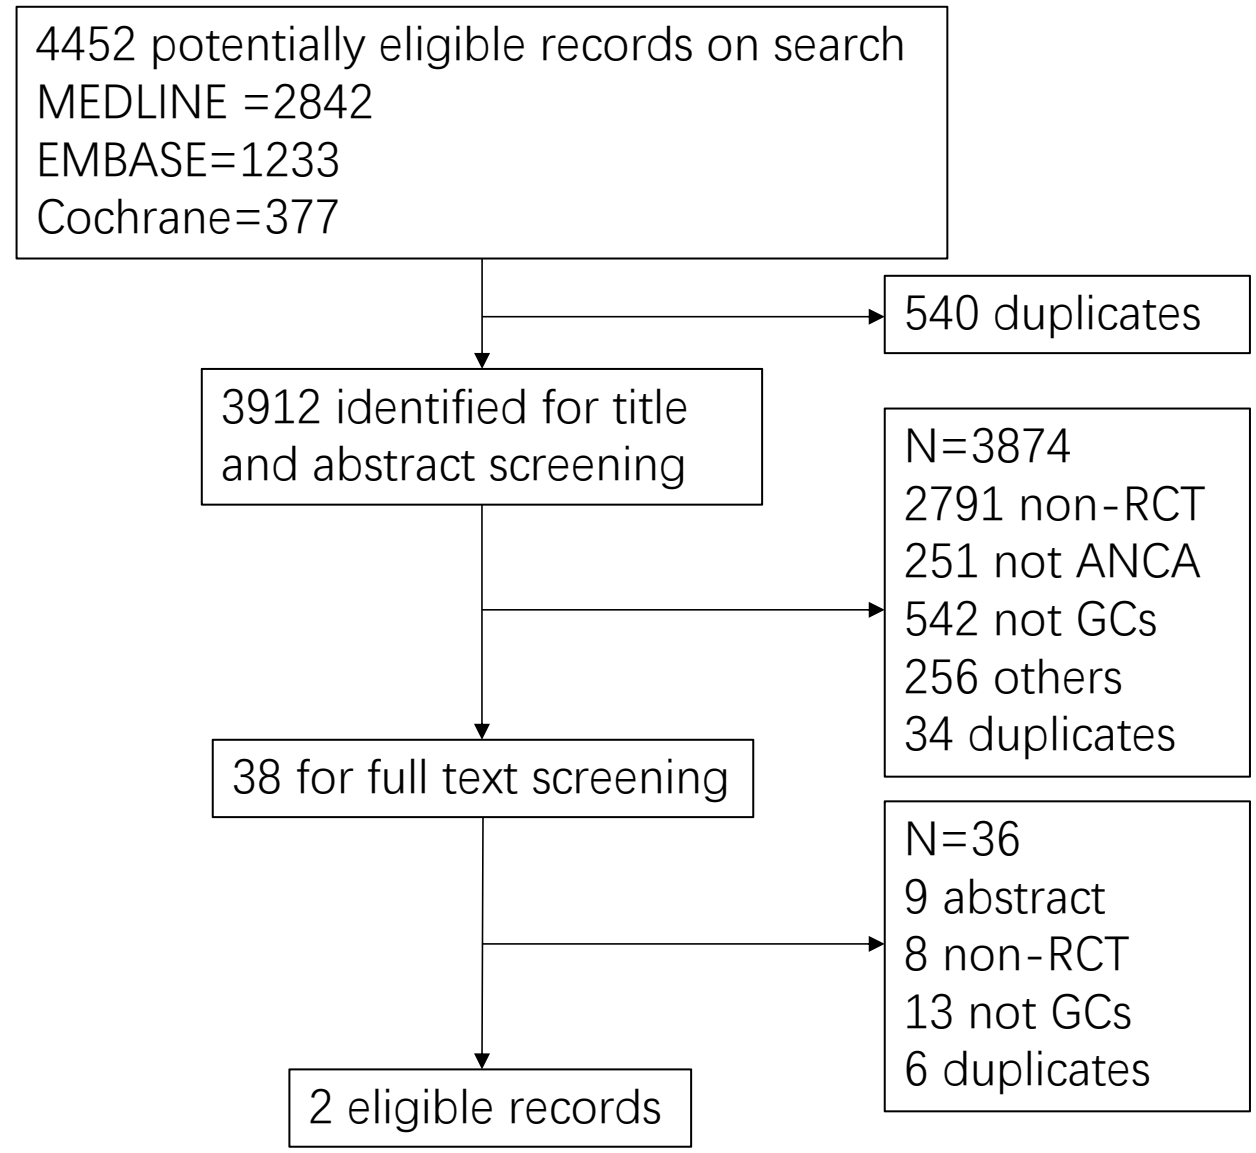 4452 potentially eligible records on search
MEDLINE =2842
EMBASE=1233
Cochrane=377
540 duplicates
3912 identified for title
and abstract screening
N=3874
2791 non-RCT
251 not ANCA
542 not GCs
256 others
34 duplicates
38 for full text screening
N=36
9 abstract
8 non-RCT
13 not GCs
6 duplicates
2 eligible records